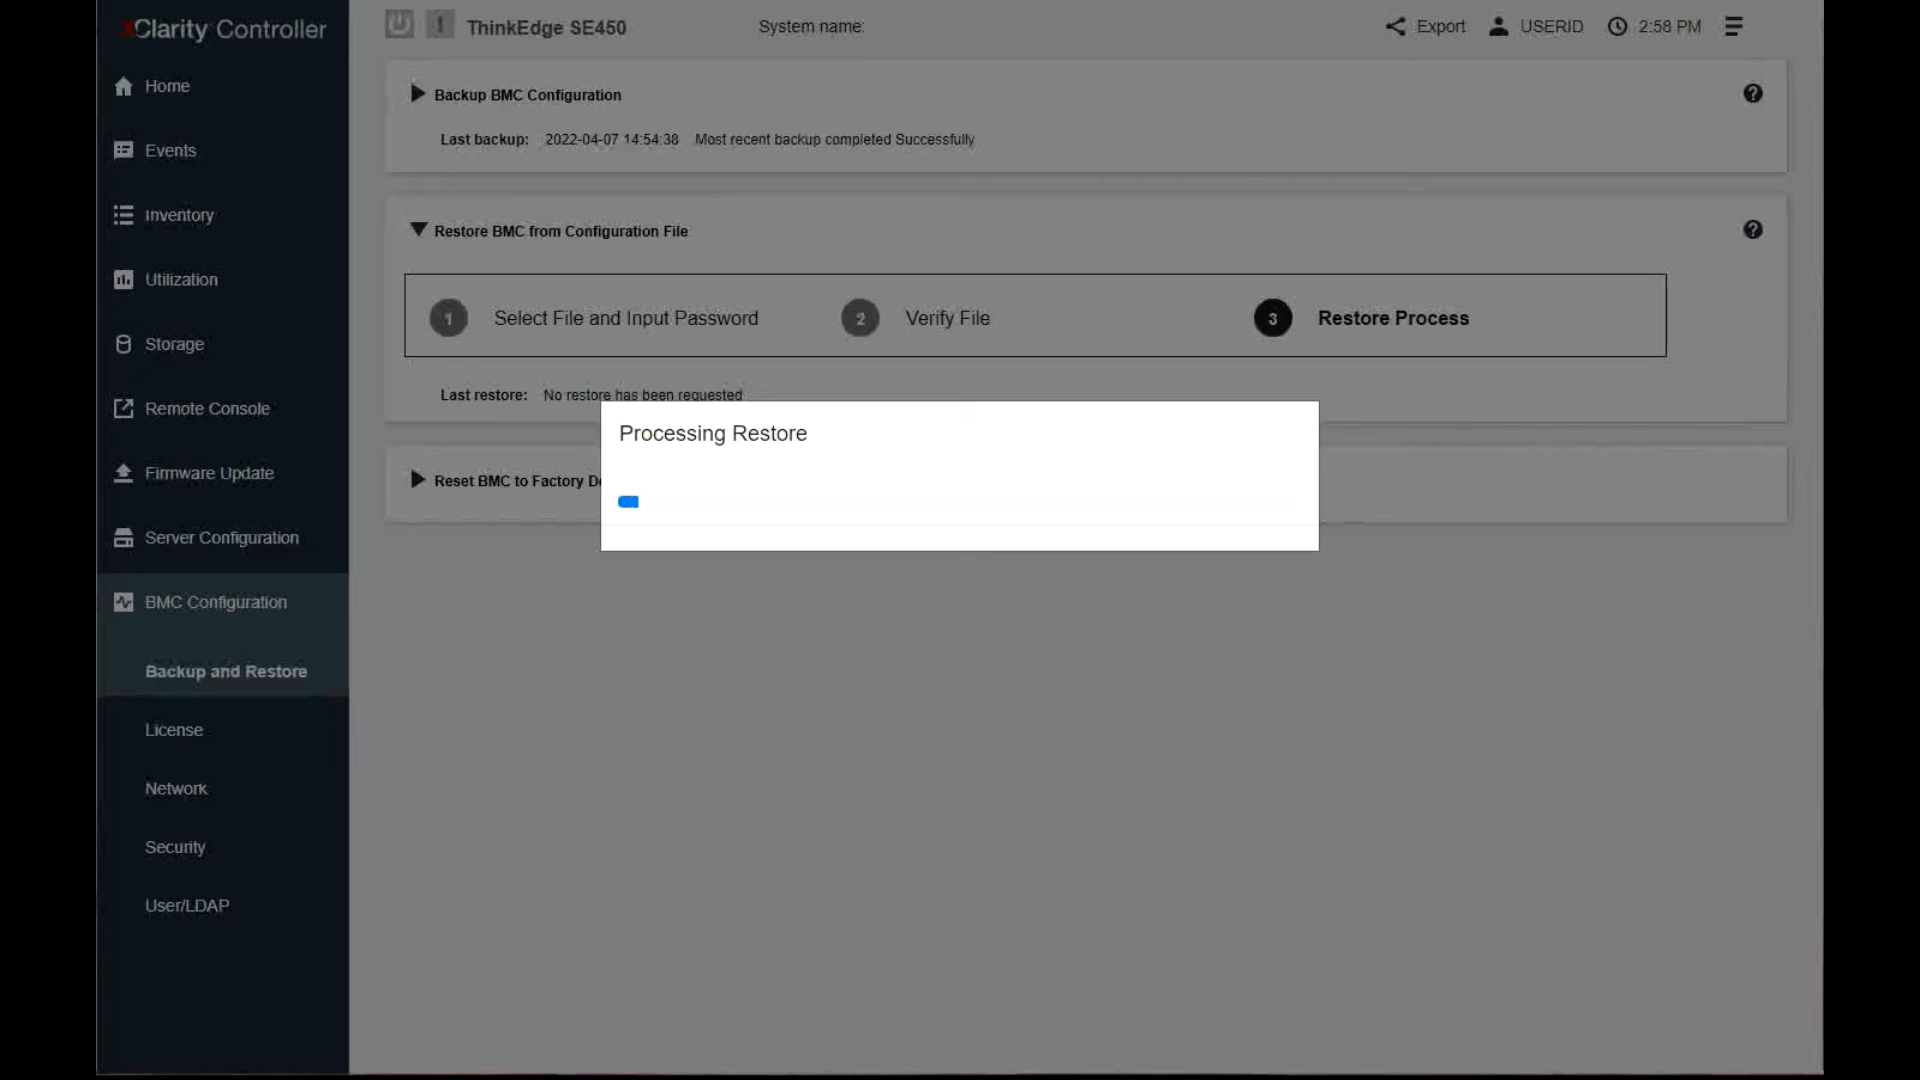 XClarity Controller
ThinkEdge SE450
System name:
Export
USERID
2:58 PM
Home
Events
Inventory
Utilization
Storage
Remote Console
Firmware Update
Server Configuration
BMC Configuration
Backup and Restore
License
Network
Security
User/LDAP
Backup BMC Configuration
Last backup: 2022-04-07 14:54:38 Most recent backup completed Successfully
Restore BMC from Configuration File
1 Select File and Input Password
2 Verify File
3 Restore Process
Last restore: No restore has been requested
Processing Restore
Reset BMC to Factory